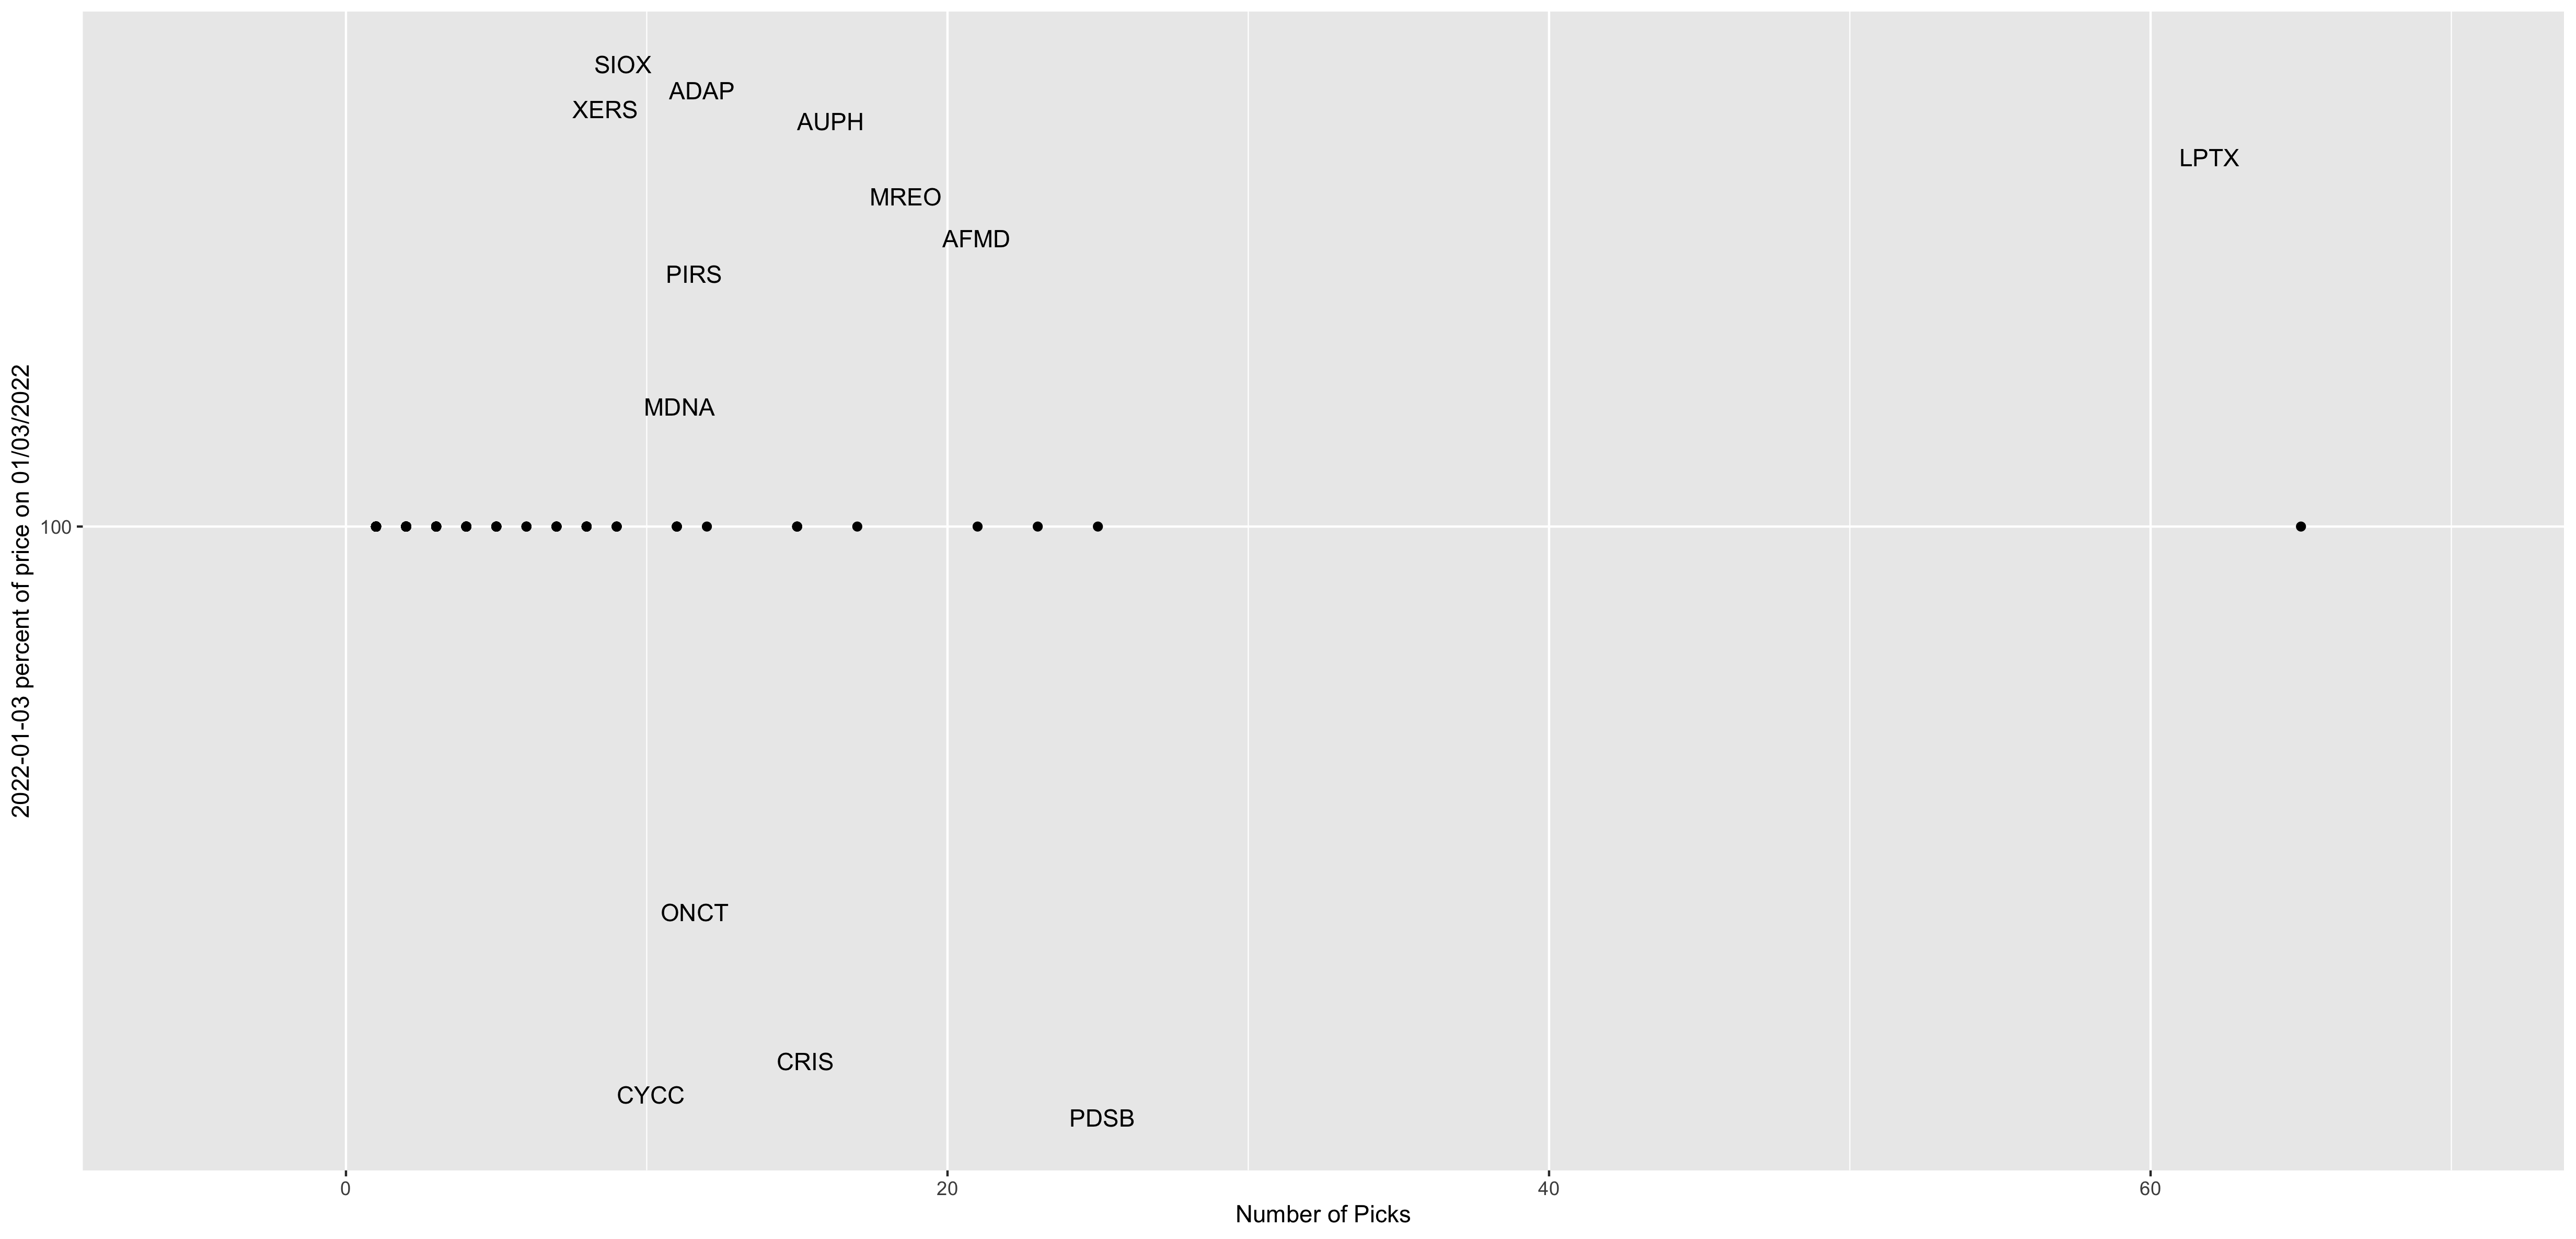 SIOX
ADAP
XERS
AUPH
LPTX
MREO
AFMD
PIRS
MDNA
2022-01-03 percent of price on 01/03/2022
100
ONCT
CRIS
CYCC
PDSB
0 20 40 60
Number of Picks